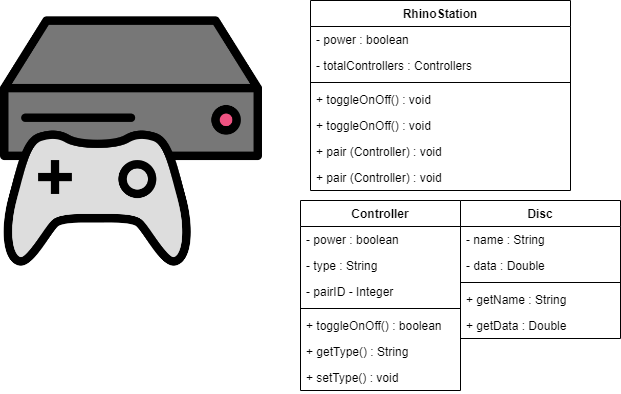 RhinoStation
- power : boolean
- totalControllers : Controllers
+ toggleOnOff() : void
+ toggleOnOff() : void
+ pair (Controller) : void
+ pair (Controller) : void
Controller
- power : boolean
- type : String
- pairID - Integer
+ toggleOnOff() : boolean
+ getType() : String
+ setType() : void
Disc
- name : String
- data : Double
+ getName : String
+ getData : Double